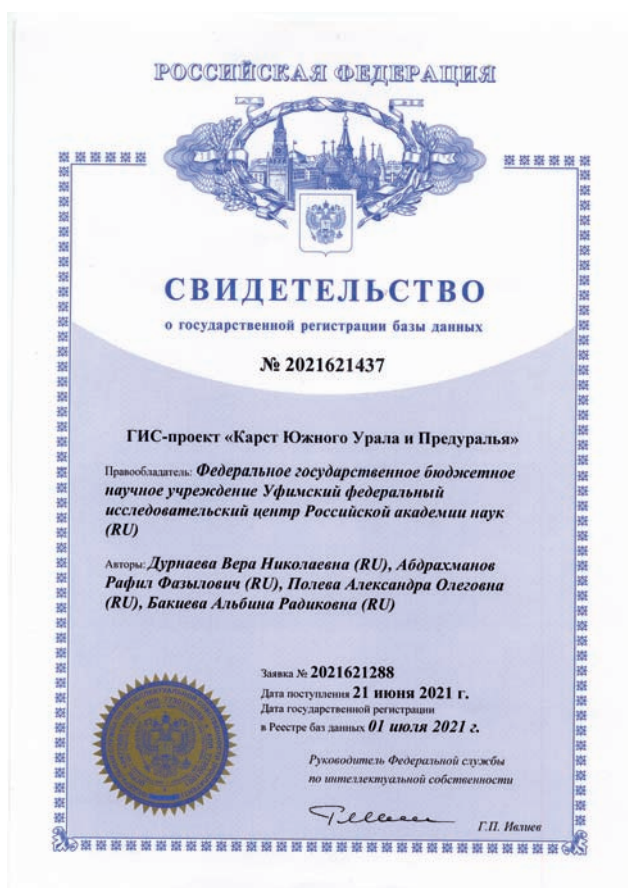 РОССИЙСКАЯ ФЕДЕРАЦИЯ
СВИДЕТЕЛЬСТВО
о государственной регистрации базы данных
№ 2021621437
ГИС-проект «Карст Южного Урала и Предуралья»
Правообладатель: Федеральное государственное бюджетное
научное учреждение Уфимский федеральный
исследовательский центр Российской академии наук
(RU)
Авторы: Дурнаева Вера Николаевна (RU), Абдрахманов
Рафил Фазылович (RU), Полева Александра Олеговна
(RU), Бакиева Альбина Радиковна (RU)
Заявка № 2021621288
Дата поступления 21 июня 2021 г.
Дата государственной регистрации
в Реестре баз данных 01 июля 2021 г.
Руководитель Федеральной службы
по интеллектуальной собственности
Г.П. Ивлиев